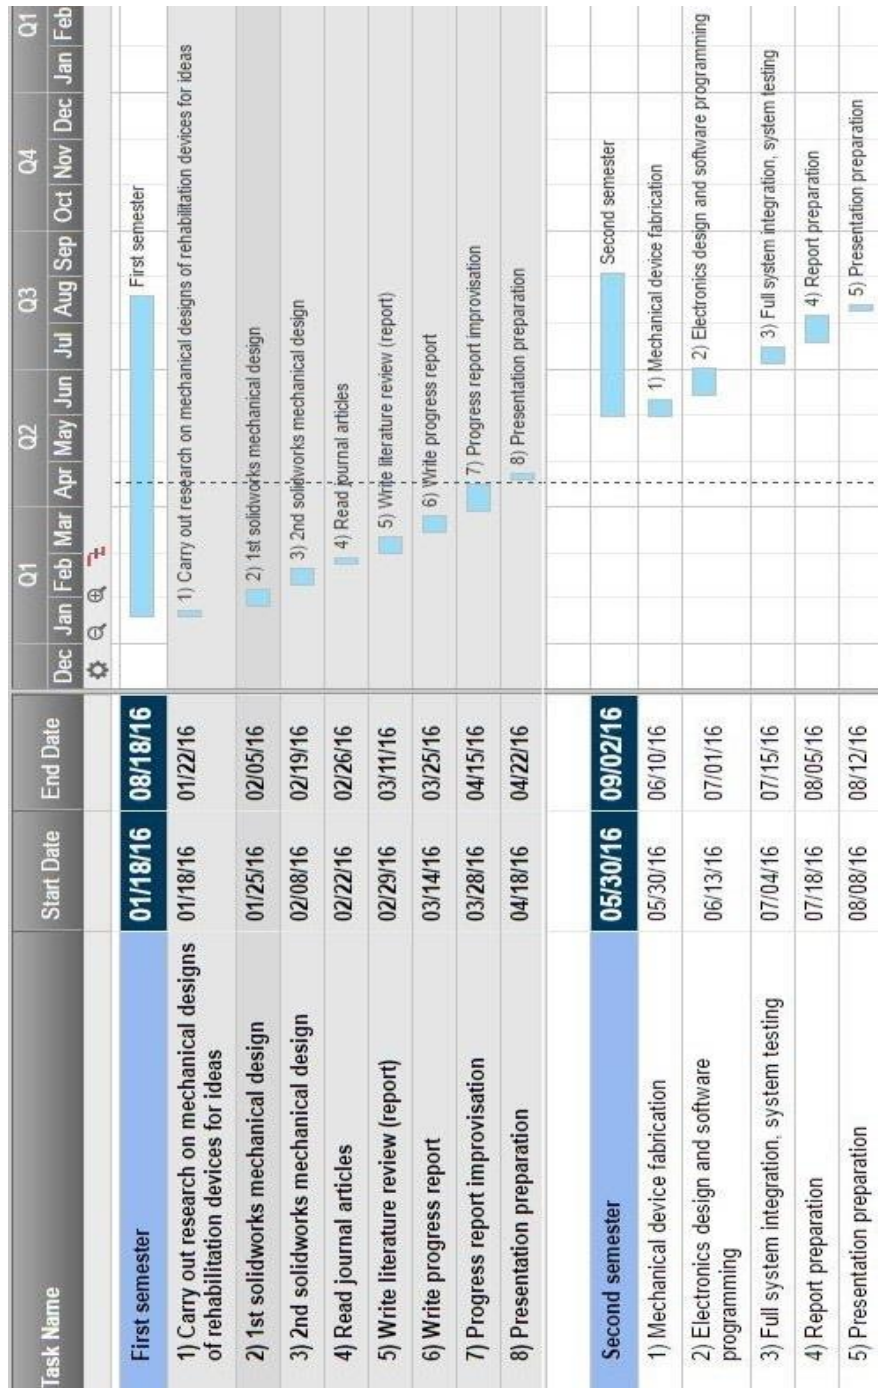 Q1 Q2 Q3 Q4 Q1
Task Name Start Date End Date Dec Jan Feb Mar Apr May Jun Jul Aug Sep Oct Nov Dec Jan Feb
First semester 01/18/16 08/18/16 First semester
1) Carry out research on mechanical designs
of rehabilitation devices for ideas 01/18/16 01/22/16 1) Carry out research on mechanical designs of rehabilitation devices for ideas
2) 1st solidworks mechanical design 01/25/16 02/05/16 2) 1st solidworks mechanical design
3) 2nd solidworks mechanical design 02/08/16 02/19/16 3) 2nd solidworks mechanical design
4) Read journal articles 02/22/16 02/26/16 4) Read journal articles
5) Write literature review (report) 02/29/16 03/11/16 5) Write literature review (report)
6) Write progress report 03/14/16 03/25/16 6) Write progress report
7) Progress report improvisation 03/28/16 04/15/16 7) Progress report improvisation
8) Presentation preparation 04/18/16 04/22/16 8) Presentation preparation
Second semester 05/30/16 09/02/16 Second semester
1) Mechanical device fabrication 05/30/16 06/10/16 1) Mechanical device fabrication
2) Electronics design and software
programming 06/13/16 07/01/16 2) Electronics design and software programming
3) Full system integration, system testing 07/04/16 07/15/16 3) Full system integration, system testing
4) Report preparation 07/18/16 08/05/16 4) Report preparation
5) Presentation preparation 08/08/16 08/12/16 5) Presentation preparation